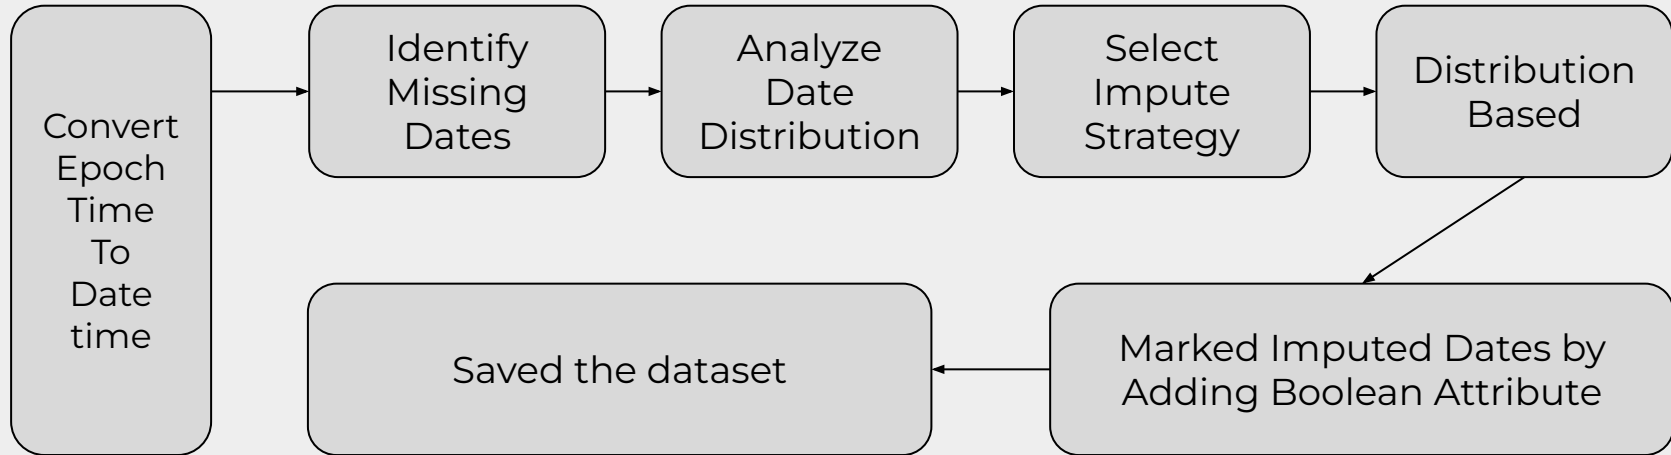 Convert
Epoch
Time
To
Date
time
Identify
Missing
Dates
Analyze
Date
Distribution
Select
Impute
Strategy
Distribution
Based
Marked Imputed Dates by
Adding Boolean Attribute
Saved the dataset